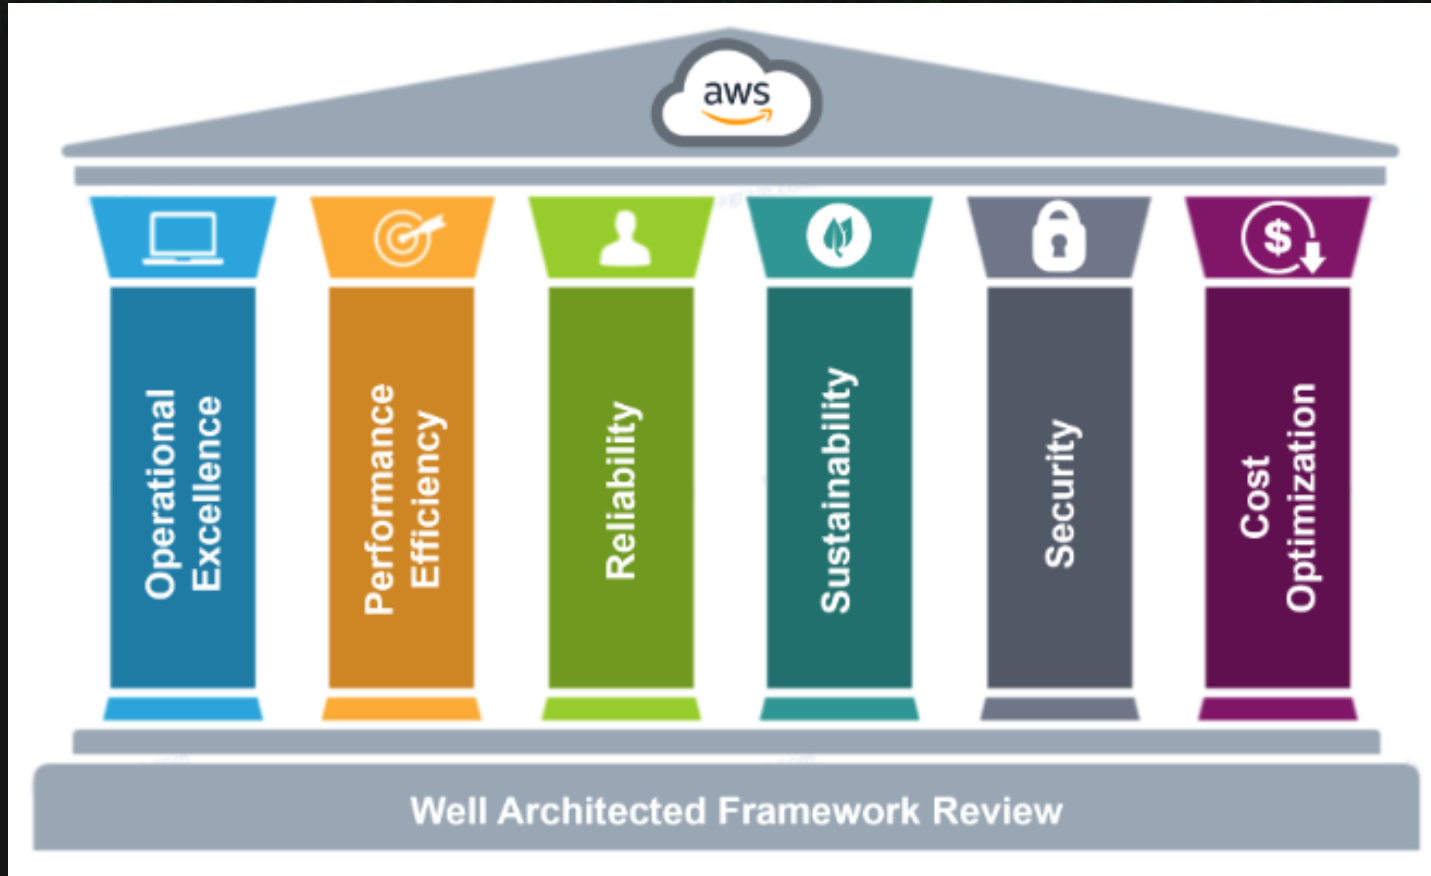 aws
$
Operational
Excellence
Performance
Efficiency
Reliability
Sustainability
Security
Cost
Optimization
Well Architected Framework Review